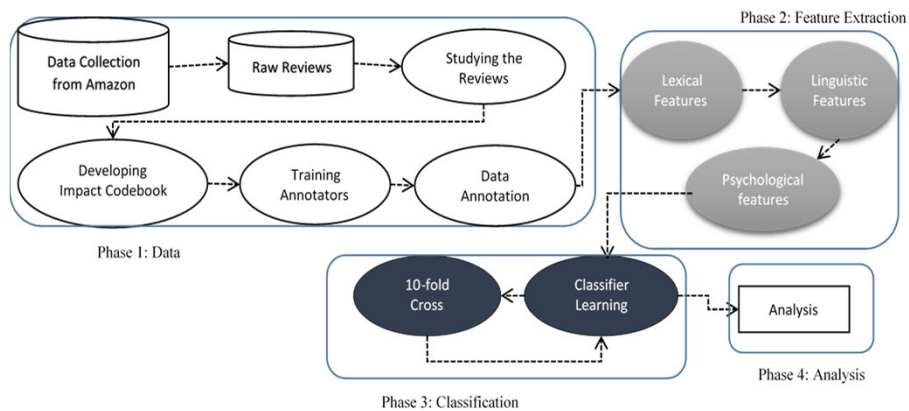 Phase 2: Feature Extraction
Data Collection
from Amazon
Raw Reviews
Studying the
Reviews
Lexical
Features
Linguistic
Features
Developing
Impact Codebook
Training
Annotators
Data
Annotation
Psychological
features
Phase 1: Data
10-fold
Cross
Classifier
Learning
Analysis
Phase 4: Analysis
Phase 3: Classification